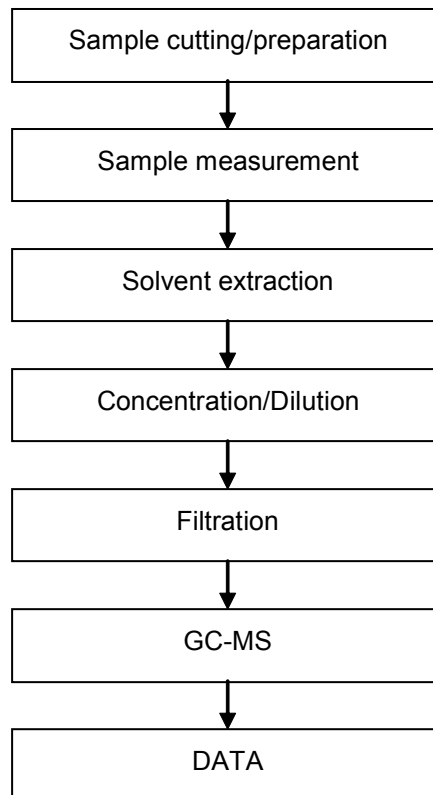 Sample cutting/preparation
Sample measurement
Solvent extraction
Concentration/Dilution
Filtration
GC-MS
DATA